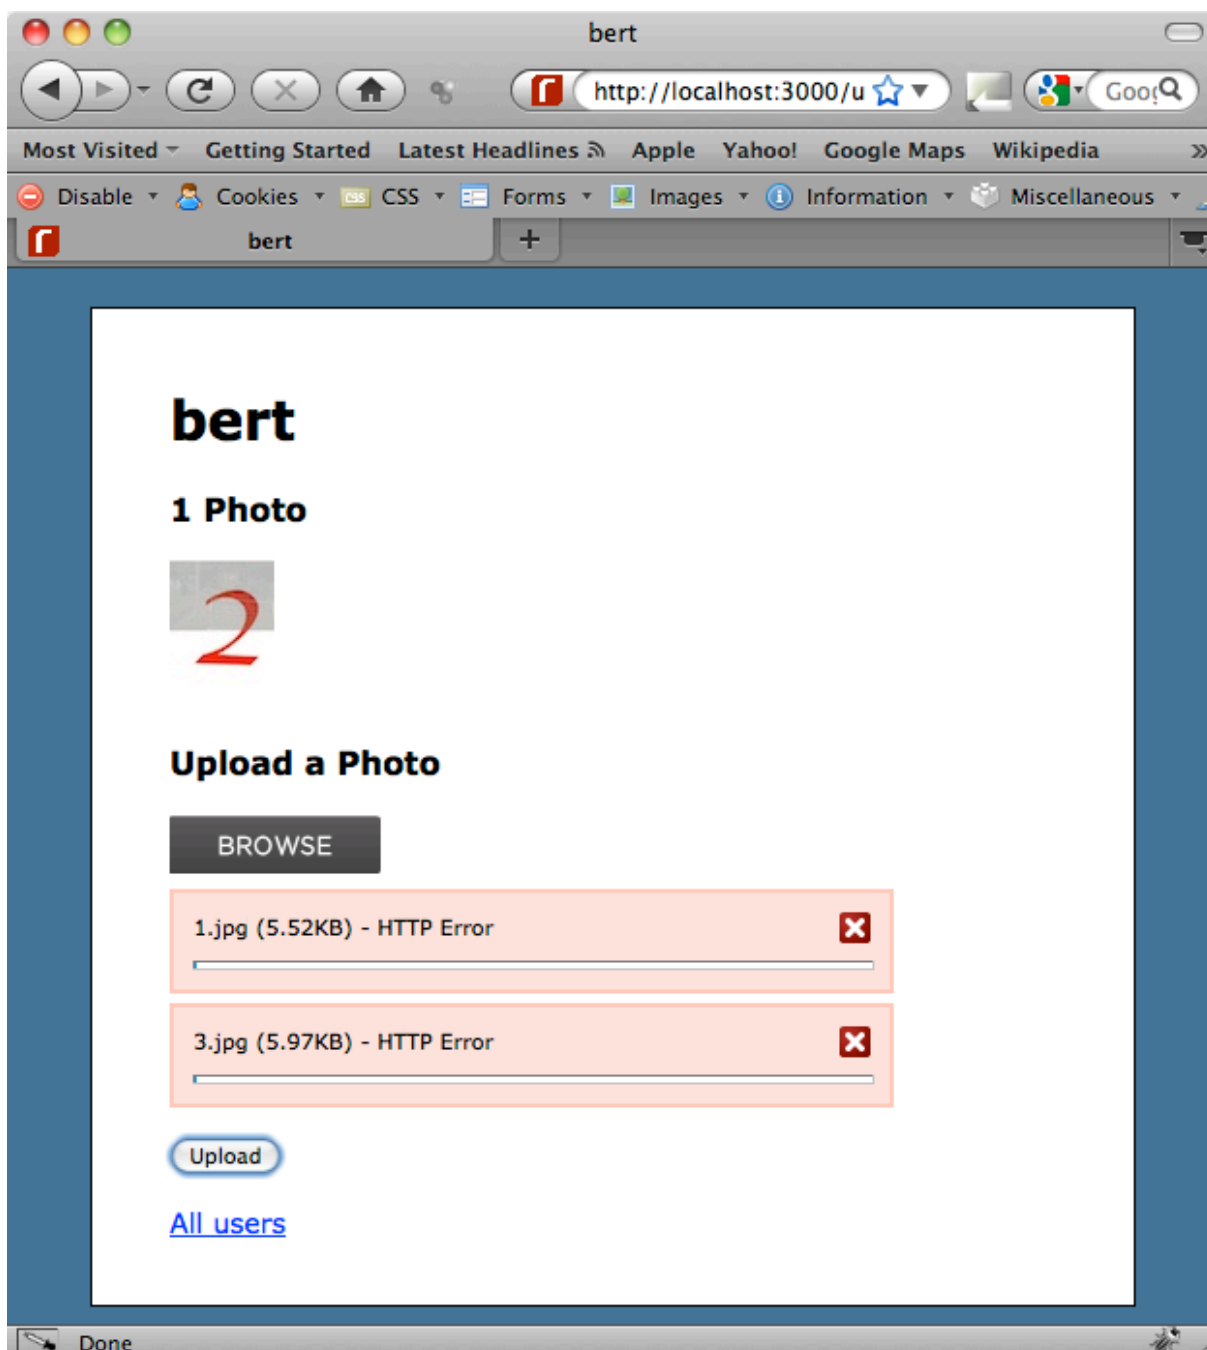 bert
http://localhost:3000/u
Most Visited Getting Started Latest Headlines Apple Yahoo! Google Maps Wikipedia »
Disable Cookies CSS CSS Forms Images Information Miscellaneous
bert +
bert
1 Photo
2
Upload a Photo
BROWSE
1.jpg (5.52KB) - HTTP Error
3.jpg (5.97KB) - HTTP Error
Upload
All users
Done